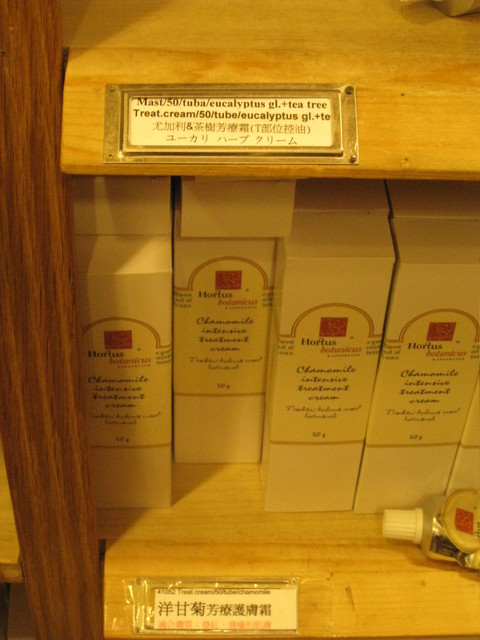 Mast/50/tuba/eucalyptus gl.+tea tree
Treat.cream/50/tube/eucalyptus gl.+te
尤加利&茶樹芳療霜(T部位控油)
ユーカリ ハーブ クリーム
Hortus
botanicus
Chamomile
intensive
treatment
cream
50 g
Hortus
botanicus
Chamomile
intensive
treatment
cream
50 g
Hortus
botanicus
Chamomile
intensive
treatment
cream
50 g
Hortus
botanicus
Chamomile
intensive
treatment
cream
50 g
41052 Treat.cream/50/tube/chamomile
洋甘菊芳療護膚霜